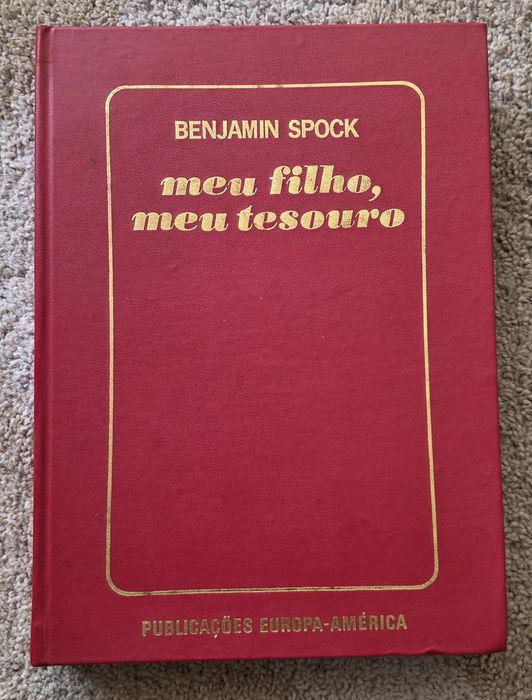 BENJAMIN SPOCK
meu filho,
meu tesouro
PUBLICAÇÕES EUROPA-AMÉRICA